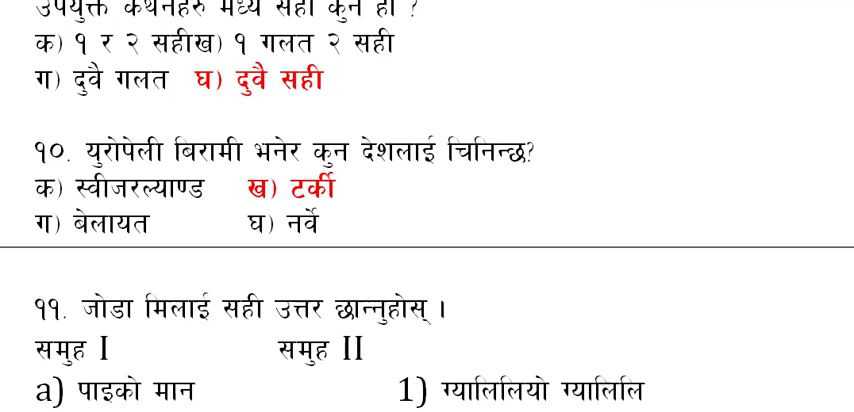 उपर्युक्त कथनहरु मध्ये सही कुन हो ?
क) १ र २ सहीख) १ गलत २ सही
ग) दुवै गलत घ) दुवै सही
१०. युरोपेली बिरामी भनेर कुन देशलाई चिनिन्छ?
क) स्वीजरल्याण्ड ख) टर्की
ग) बेलायत घ) नर्वे
११. जोडा मिलाई सही उत्तर छान्नुहोस् ।
समुह I समुह II
a) पाइको मान 1) ग्यालिलियो ग्यालिलि